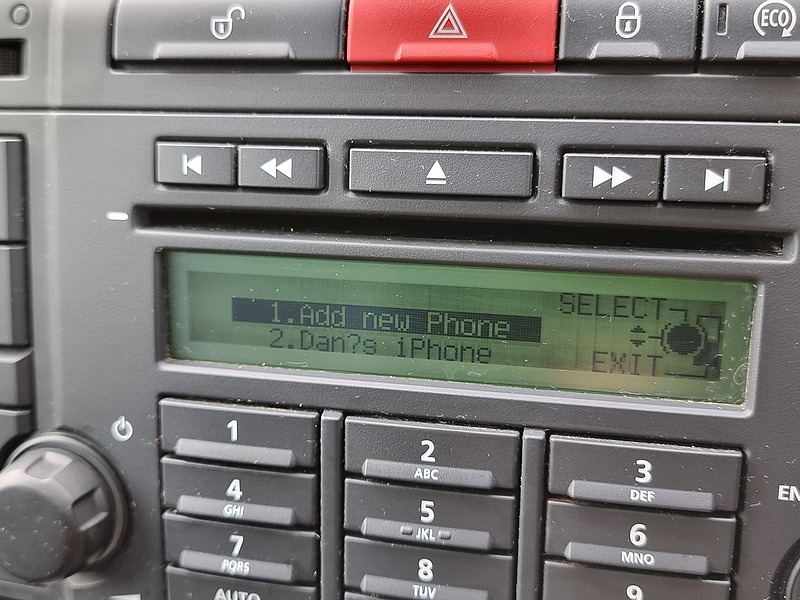 ECO
1.Add new Phone
SELECT
2.Dan?s iPhone
EXIT
1
2
ABC
3
DEF
4
GHI
5
JKL
6
MNO
7
PQRS
8
TUV
9
AUTO
EN